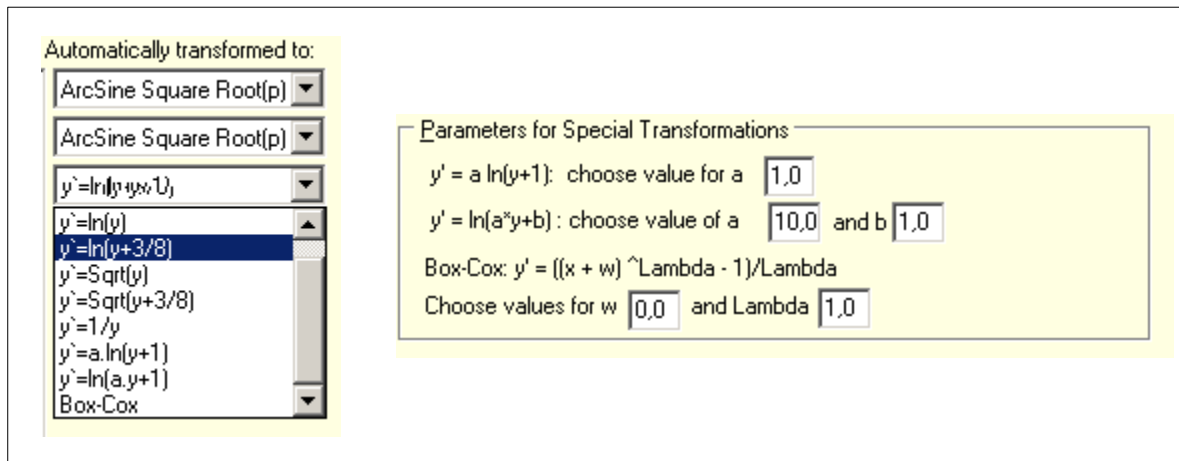 Automatically transformed to:
ArcSine Square Root(p)
ArcSine Square Root(p)
y`=ln(y)
y`=ln(y+3/8)
y`=Sqrt(y)
y`=Sqrt(y+3/8)
y`=1/y
y`=a.ln(y+1)
y`=ln(a.y+1)
Box-Cox
Parameters for Special Transformations
y' = a ln(y+1): choose value for a 1,0
y' = ln(a*y+b) : choose value of a 10,0 and b 1,0
Box-Cox: y' = ((x + w) ^Lambda - 1)/Lambda
Choose values for w 0,0 and Lambda 1,0